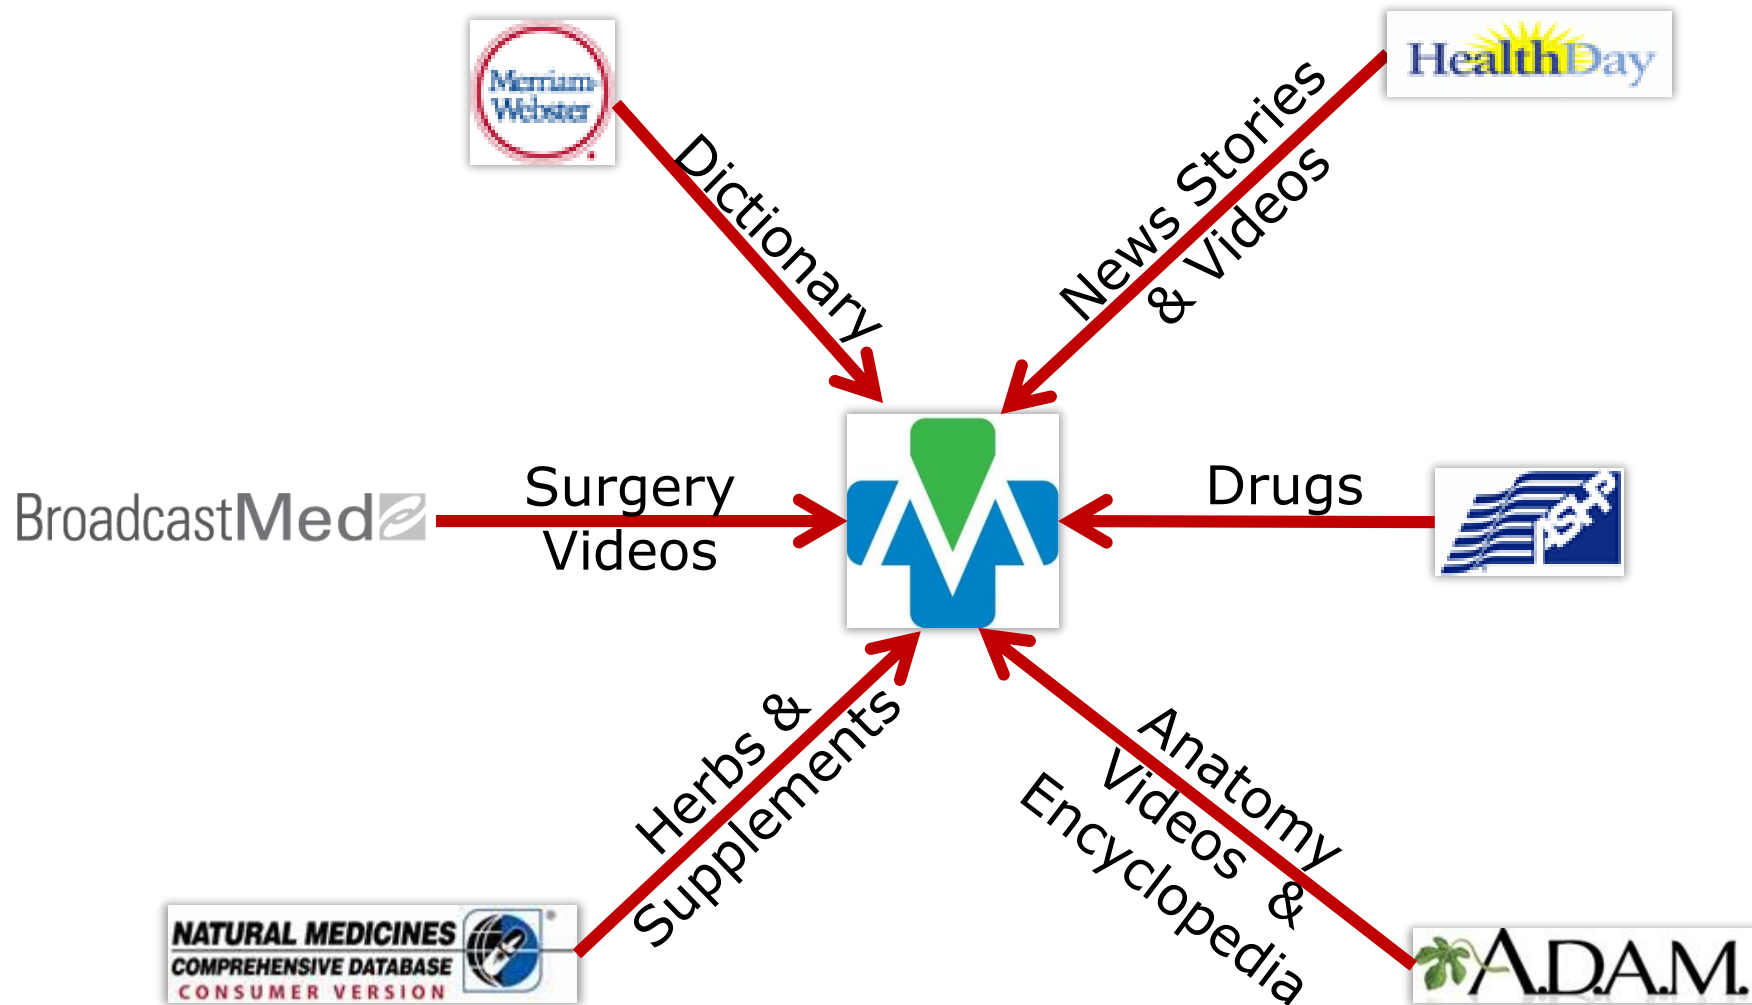 Merriam-
Webster
HealthDay
Dictionary
News Stories
& Videos
BroadcastMed
Surgery
Videos
Drugs
ASHP
Herbs &
Supplements
Anatomy
Videos &
Encyclopedia
NATURAL MEDICINES
COMPREHENSIVE DATABASE
CONSUMER VERSION
A.D.A.M.